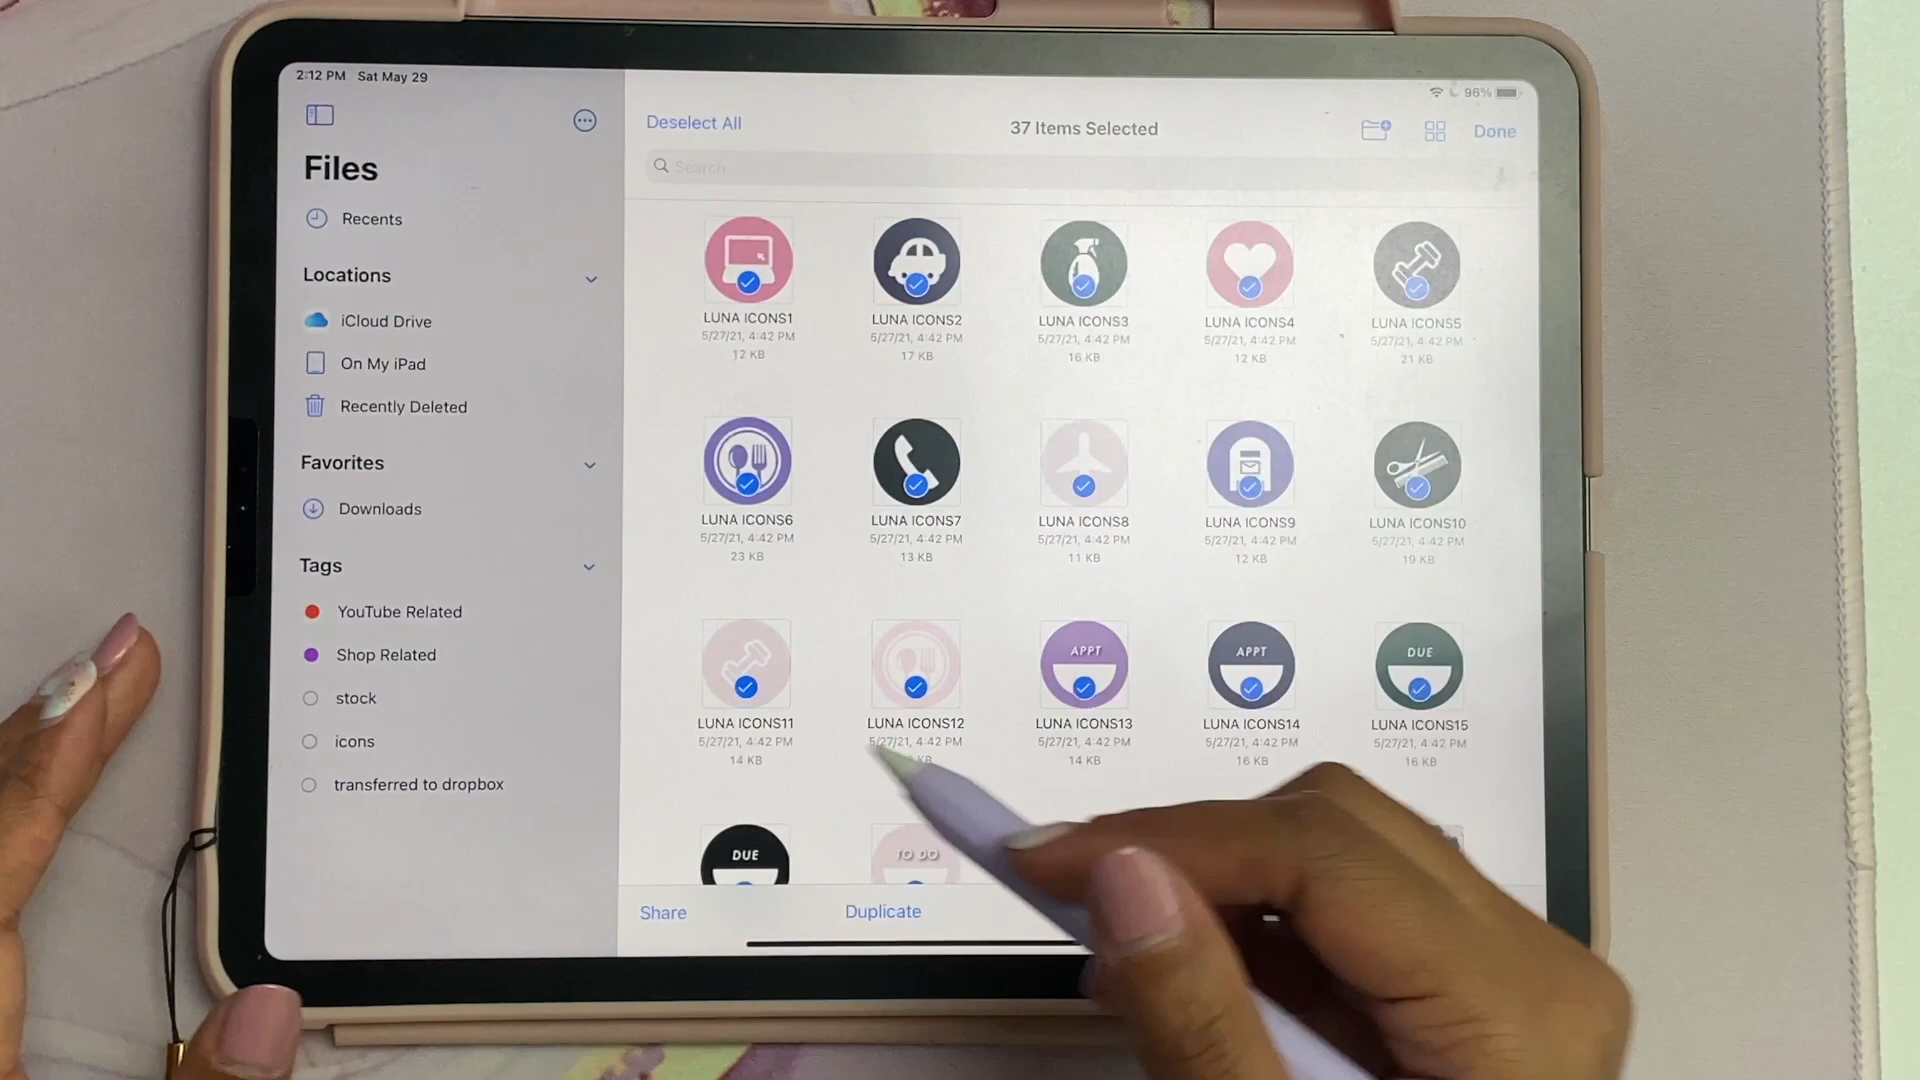 2:12 PM Sat May 29
96%
Files
Recents
Locations
iCloud Drive
On My iPad
Recently Deleted
Favorites
Downloads
Tags
YouTube Related
Shop Related
stock
icons
transferred to dropbox
Deselect All
37 Items Selected
Done
Search
LUNA ICONS1
5/27/21, 4:42 PM
12 KB
LUNA ICONS2
5/27/21, 4:42 PM
17 KB
LUNA ICONS3
5/27/21, 4:42 PM
16 KB
LUNA ICONS4
5/27/21, 4:42 PM
12 KB
LUNA ICONS5
5/27/21, 4:42 PM
21 KB
LUNA ICONS6
5/27/21, 4:42 PM
23 KB
LUNA ICONS7
5/27/21, 4:42 PM
13 KB
LUNA ICONS8
5/27/21, 4:42 PM
11 KB
LUNA ICONS9
5/27/21, 4:42 PM
12 KB
LUNA ICONS10
5/27/21, 4:42 PM
19 KB
LUNA ICONS11
5/27/21, 4:42 PM
14 KB
LUNA ICONS12
5/27/21, 4:42 PM
KB
APPT
LUNA ICONS13
5/27/21, 4:42 PM
14 KB
APPT
LUNA ICONS14
5/27/21, 4:42 PM
16 KB
DUE
LUNA ICONS15
5/27/21, 4:42 PM
16 KB
DUE
TO DO
Share
Duplicate